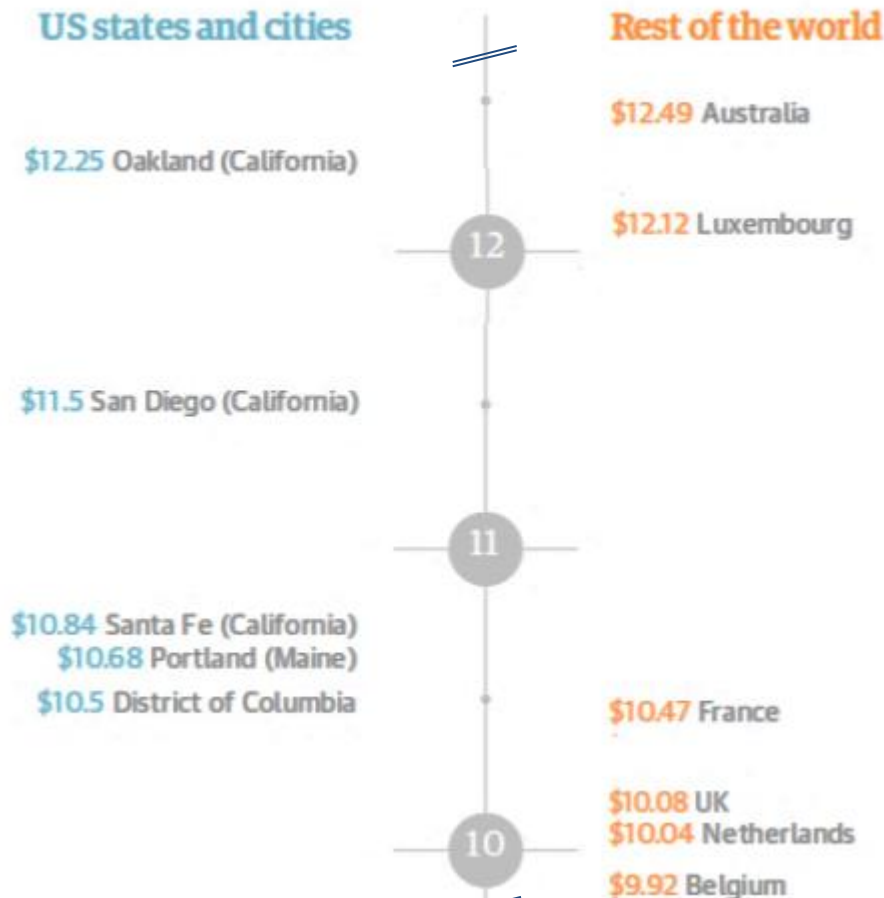 US states and cities
Rest of the world
$12.49 Australia
$12.25 Oakland (California)
$12.12 Luxembourg
12
$11.5 San Diego (California)
11
$10.84 Santa Fe (California)
$10.68 Portland (Maine)
$10.5 District of Columbia
$10.47 France
$10.08 UK
$10.04 Netherlands
10
$9.92 Belgium